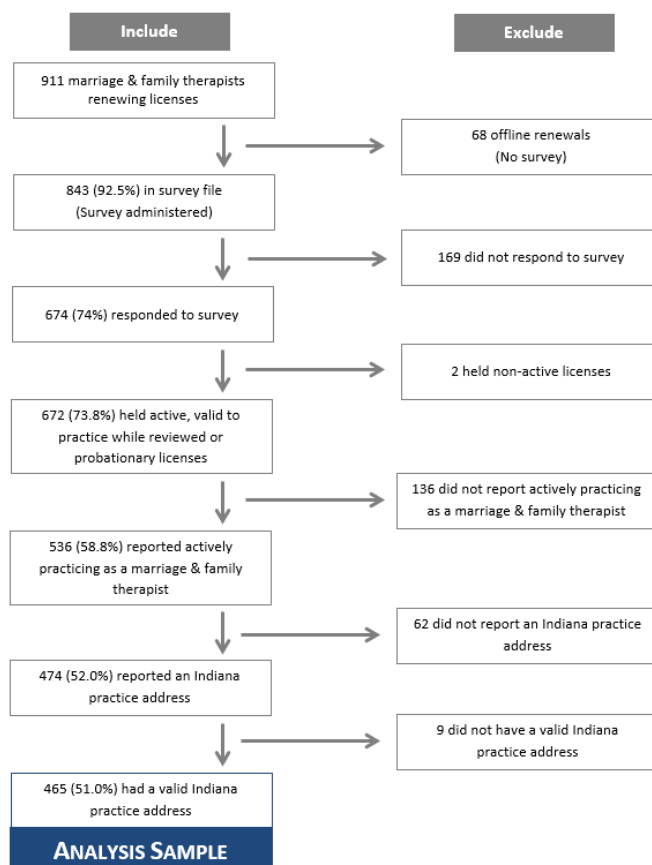 Include
Exclude
911 marriage & family therapists
renewing licenses
68 offline renewals
(No survey)
843 (92.5%) in survey file
(Survey administered)
169 did not respond to survey
674 (74%) responded to survey
2 held non-active licenses
672 (73.8%) held active, valid to
practice while reviewed or
probationary licenses
136 did not report actively practicing
as a marriage & family therapist
536 (58.8%) reported actively
practicing as a marriage & family
therapist
62 did not report an Indiana practice
address
474 (52.0%) reported an Indiana
practice address
9 did not have a valid Indiana
practice address
465 (51.0%) had a valid Indiana
practice address
ANALYSIS SAMPLE